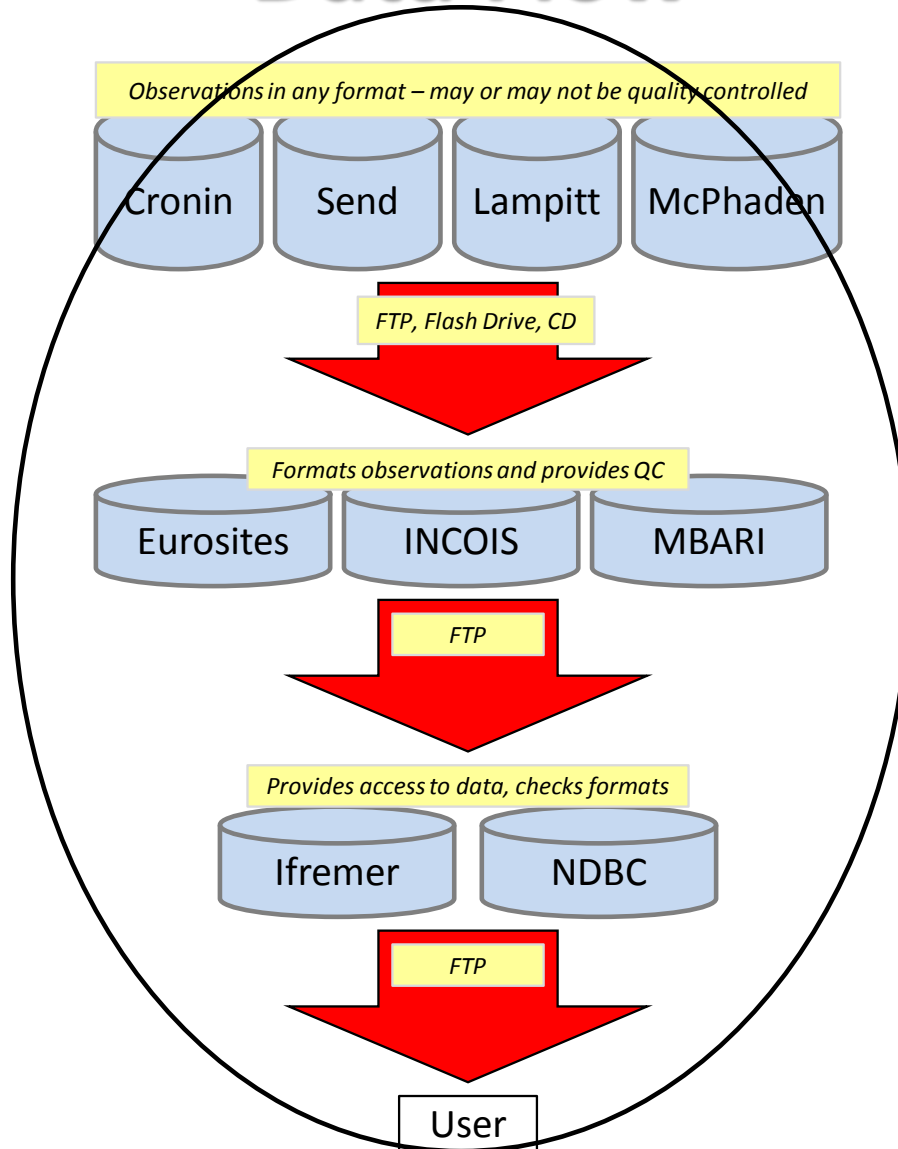 Observations in any format – may or may not be quality controlled
Cronin Send Lampitt McPhaden
FTP, Flash Drive, CD
Formats observations and provides QC
Eurosites INCOIS MBARI
FTP
Provides access to data, checks formats
Ifremer NDBC
FTP
User